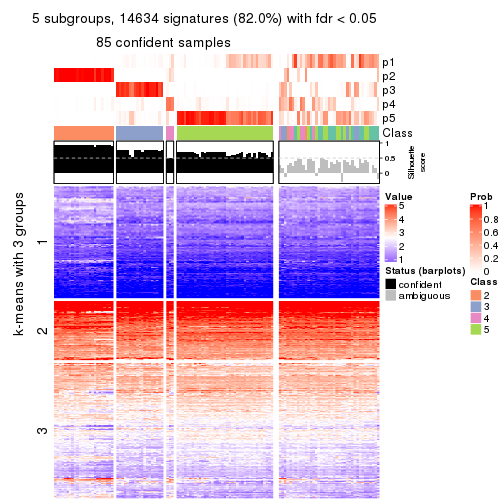 5 subgroups, 14634 signatures (82.0%) with fdr < 0.05
85 confident samples
p1
p2
p3
p4
p5
Class
1
0.5
0
Silhouette
score
k-means with 3 groups
1
2
3
Value
5
4
3
2
1
Status (barplots)
confident
ambiguous
Prob
1
0.8
0.6
0.4
0.2
0
Class
2
3
4
5